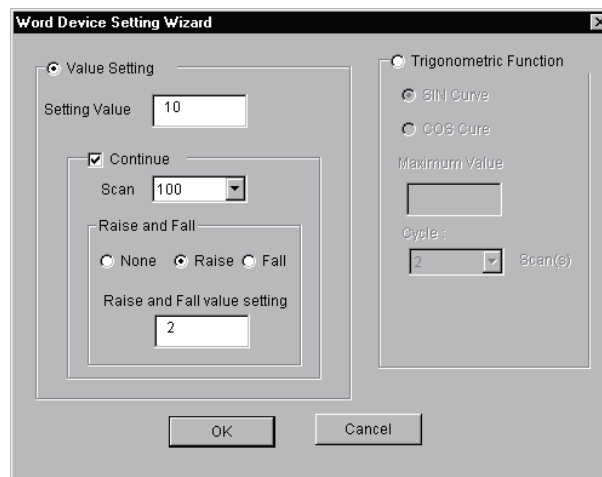 Word Device Setting Wizard
Value Setting
Setting Value 10
Continue
Scan 100
Raise and Fall
None Raise Fall
Raise and Fall value setting
2
Trigonometric Function
SIN Curve
COS Cure
Maximum Value
Cycle :
2 Scan(s)
OK Cancel